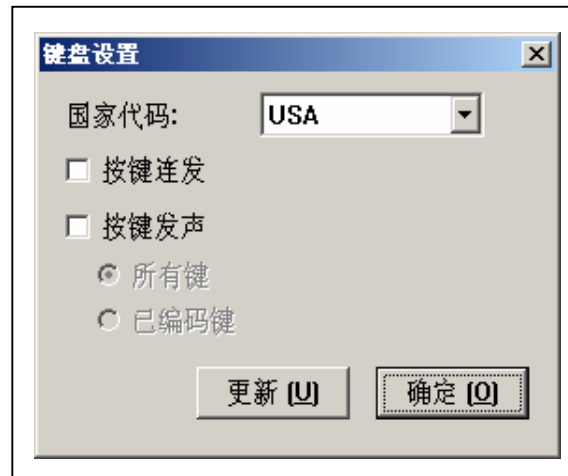 键盘设置
国家代码: USA
按键连发
按键发声
所有键
已编码键
更新 (U) 确定 (O)